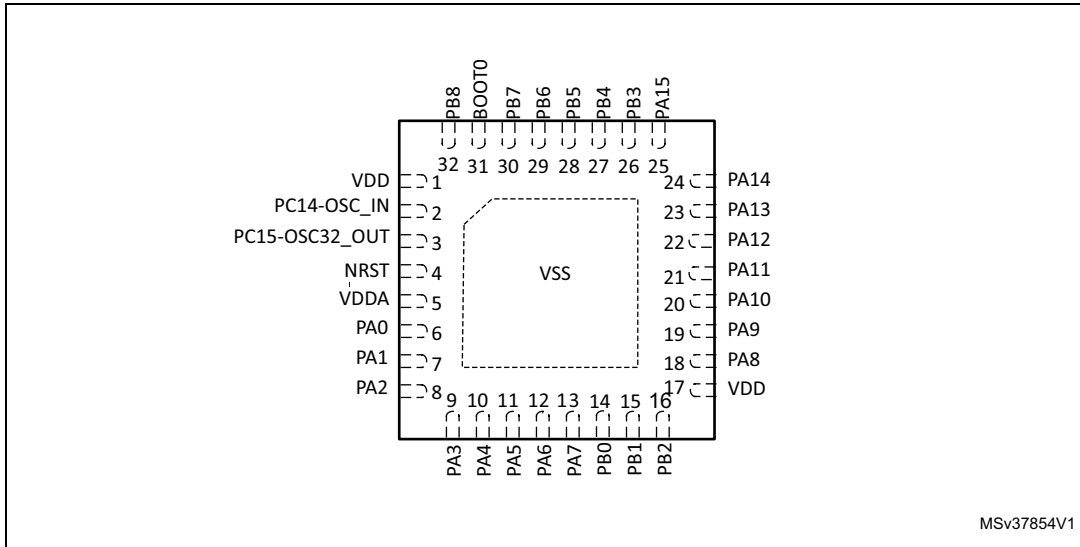 PB8
BOOT0
PB7
PB6
PB5
PB4
PB3
PA15
32 31 30 29 28 27 26 25
VDD 1
PC14-OSC_IN 2
PC15-OSC32_OUT 3
NRST 4
VDDA 5
PA0 6
PA1 7
PA2 8
VSS
24 PA14
23 PA13
22 PA12
21 PA11
20 PA10
19 PA9
18 PA8
17 VDD
9 10 11 12 13 14 15 16
PA3
PA4
PA5
PA6
PA7
PB0
PB1
PB2
MSv37854V1